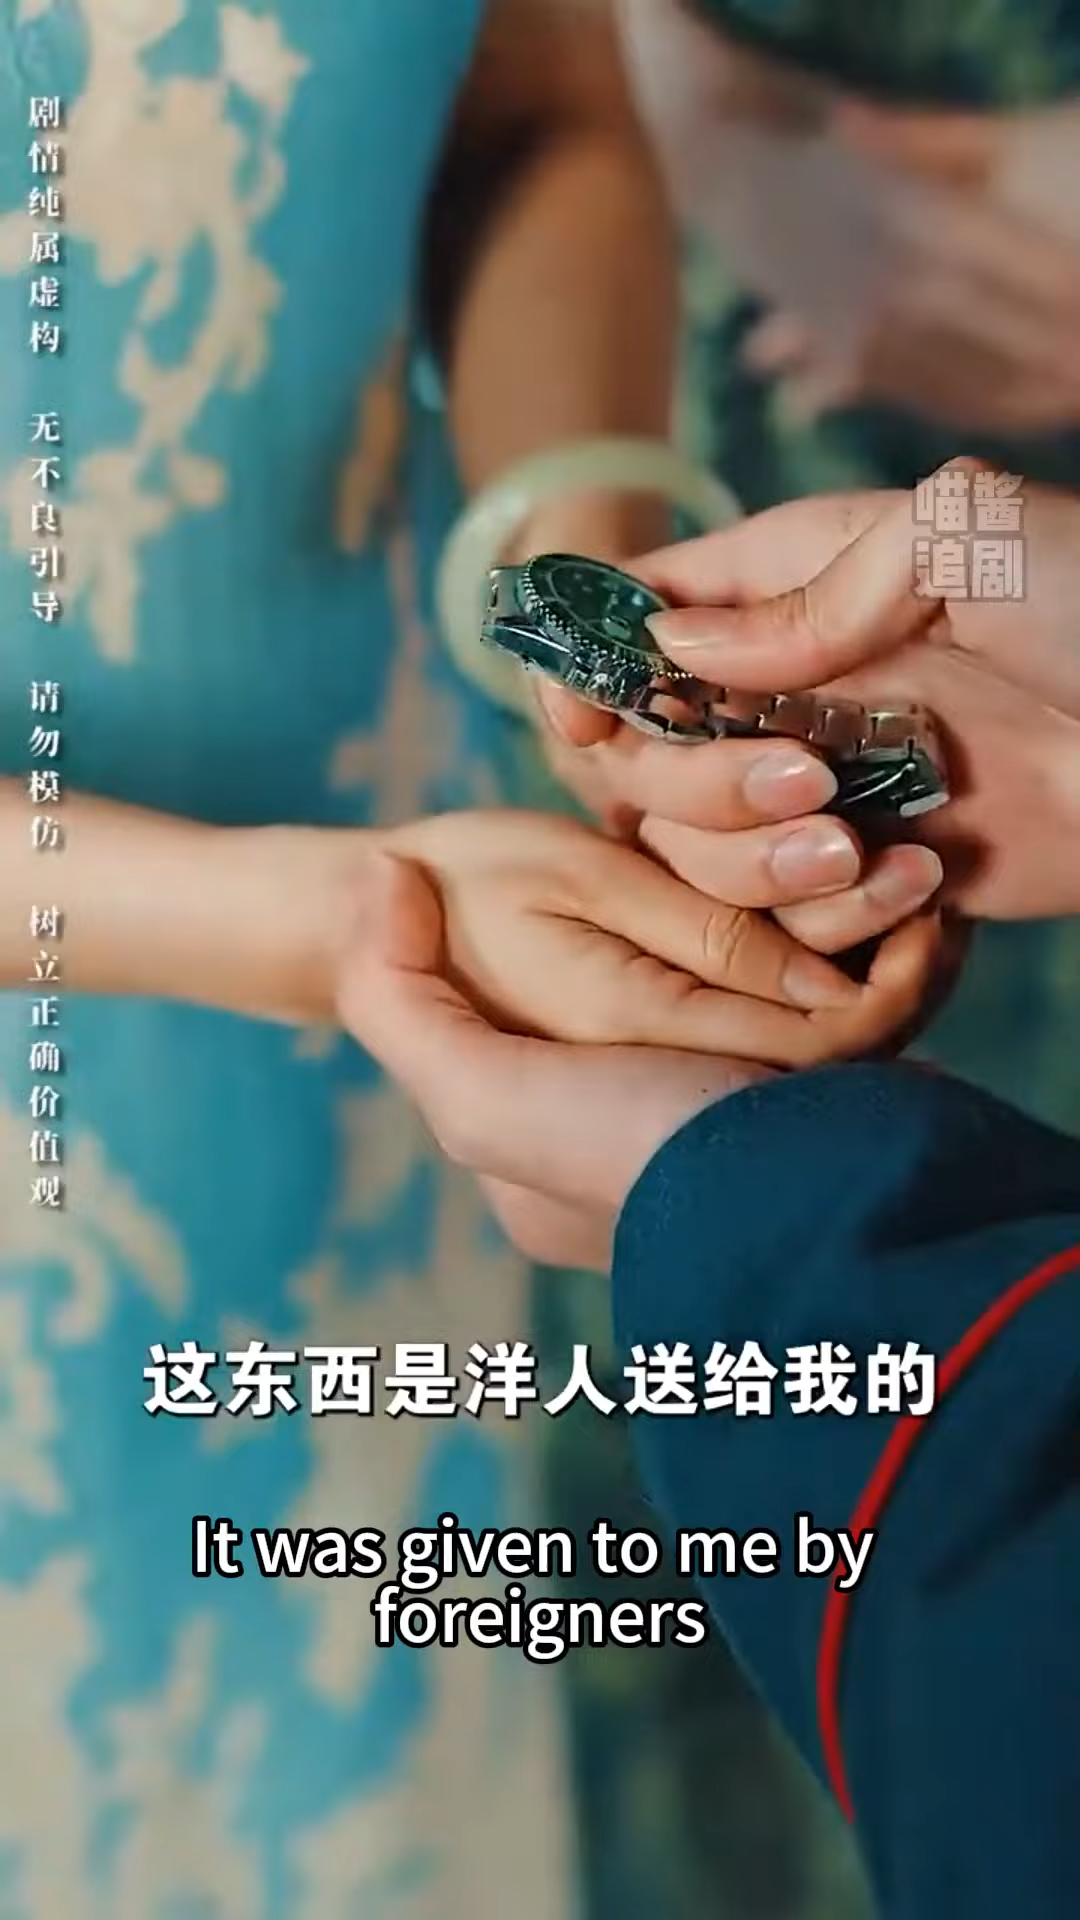 剧情纯属虚构 无不良引导 请勿模仿 树立正确价值观
喵酱
追剧
这东西是洋人送给我的
It was given to me by
foreigners